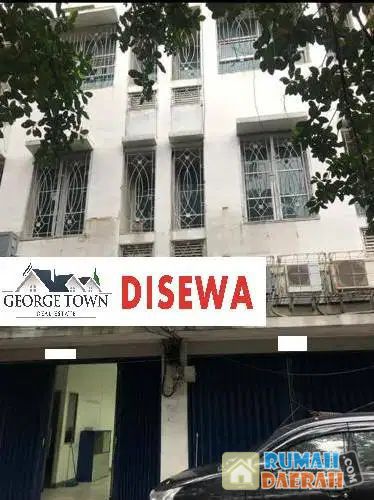 GEORGE TOWN
REAL ESTATE
DISEWA
RUMAH
DAERAH
.COM